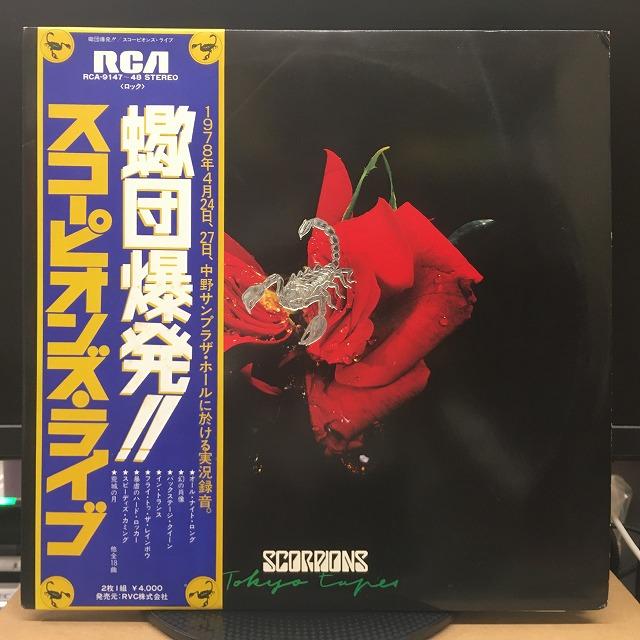 蠍団爆発!!/スコーピオンズ・ライブ
RCA
RCA-9147~48 STEREO
〈ロック〉
蠍団爆発!!
スコーピオンズ・ライブ
1978年4月24日、27日、中野サンプラザ・ホールに於ける実況録音。
★オール・ナイト・ロング
★幻の肖像
★バックステージ・クイーン
★イン・トランス
★フライ・トゥ・ザ・レインボウ
★暴虐のハード・ロッカー
★スピーディズ・カミング
★荒城の月
他全18曲
2枚1組 ¥4,000
発売元:RVC株式会社
SCORPIONS
Tokyo tapes